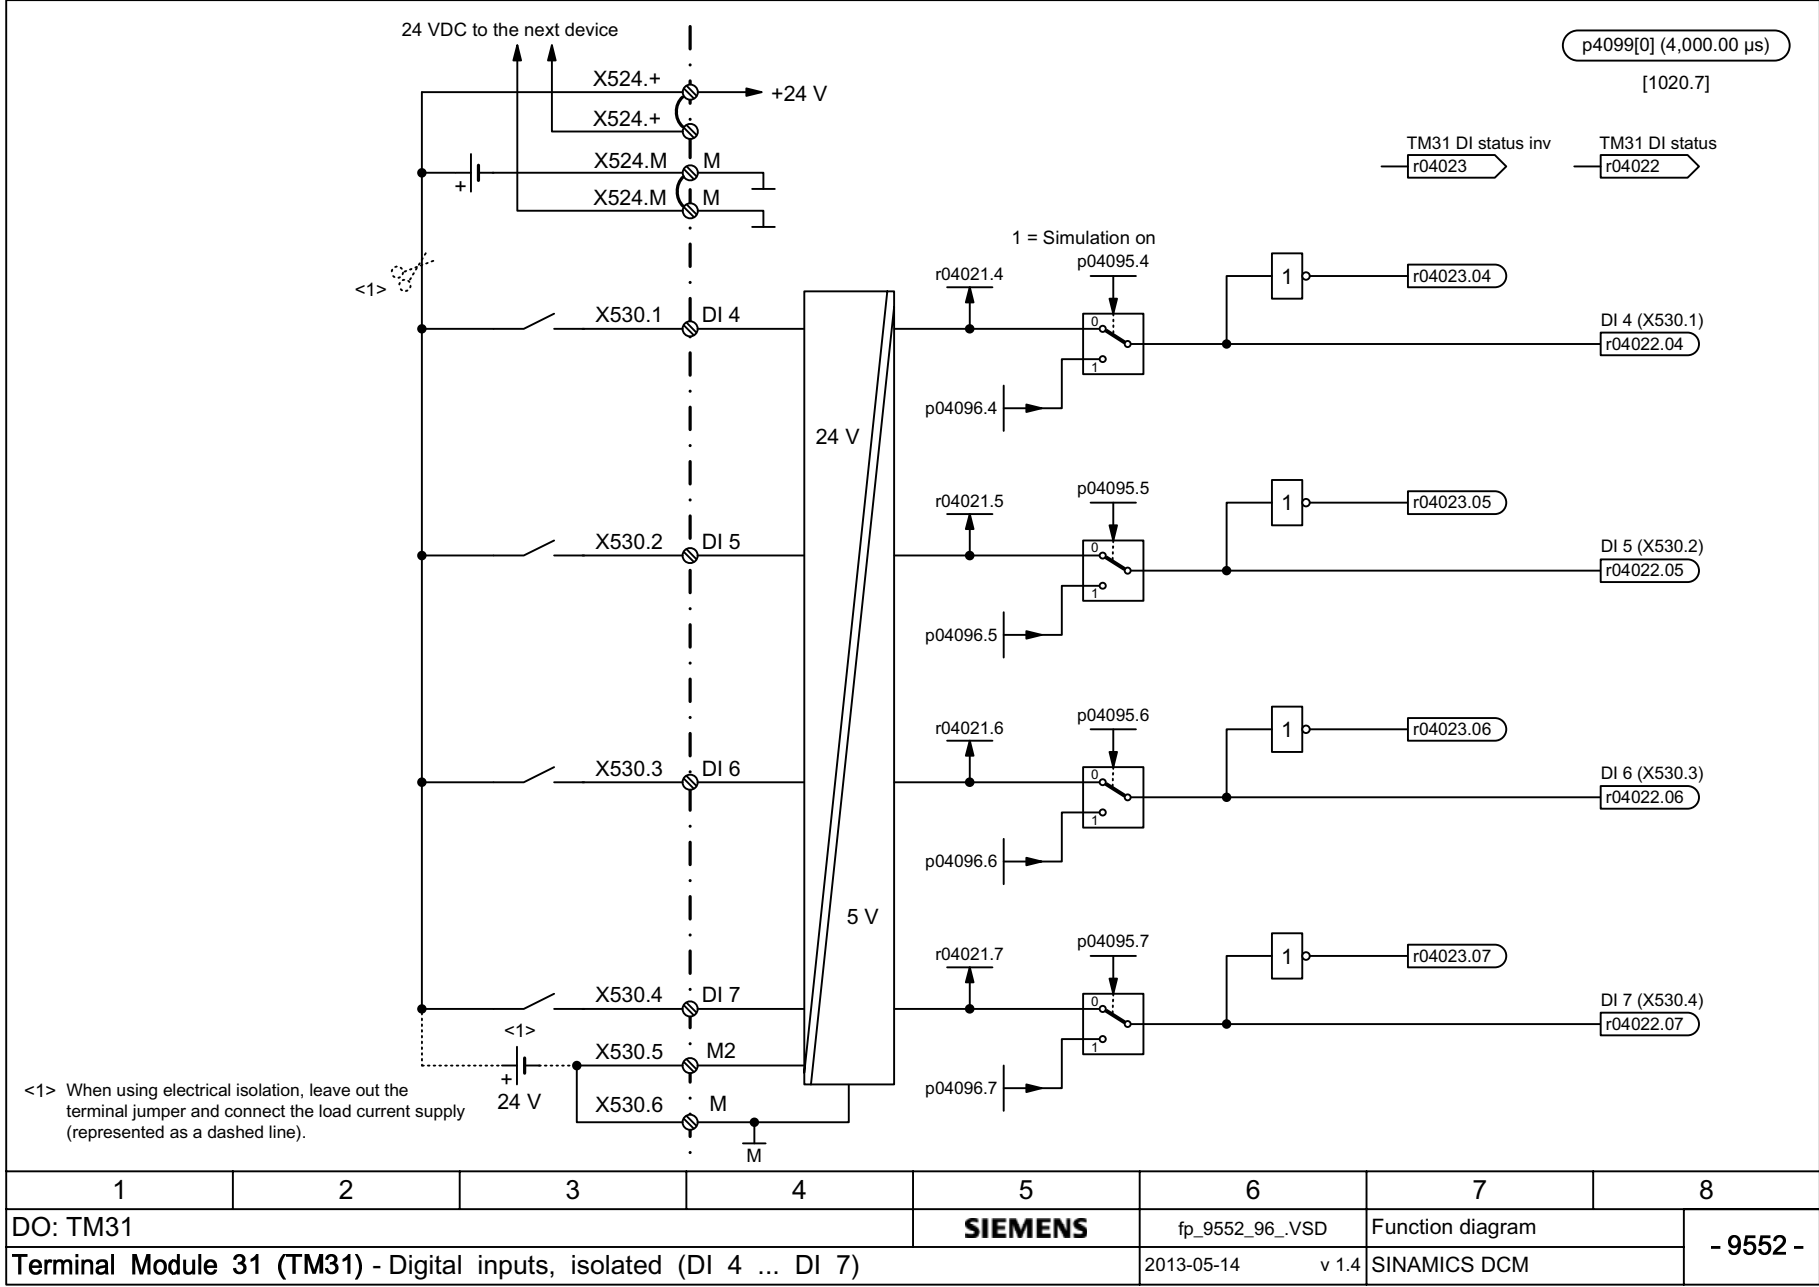 24 VDC to the next device
p4099[0] (4,000.00 µs)
[1020.7]
X524.+
+24 V
X524.+
X524.M M
X524.M M
+
TM31 DI status inv
r04023
TM31 DI status
r04022
<1>
1 = Simulation on
r04021.4
p04095.4
1
r04023.04
X530.1
DI 4
0
1
DI 4 (X530.1)
r04022.04
p04096.4
24 V
r04021.5
p04095.5
1
r04023.05
X530.2
DI 5
0
1
DI 5 (X530.2)
r04022.05
p04096.5
r04021.6
p04095.6
1
r04023.06
X530.3
DI 6
0
1
DI 6 (X530.3)
r04022.06
p04096.6
5 V
r04021.7
p04095.7
1
r04023.07
X530.4
DI 7
0
1
DI 7 (X530.4)
r04022.07
p04096.7
<1>
+
24 V
X530.5
M2
X530.6
M
M
<1> When using electrical isolation, leave out the
terminal jumper and connect the load current supply
(represented as a dashed line).
1 2 3 4 5 6 7 8
DO: TM31
SIEMENS
fp_9552_96_.VSD
Function diagram
- 9552 -
Terminal Module 31 (TM31) - Digital inputs, isolated (DI 4 ... DI 7)
2013-05-14 v 1.4
SINAMICS DCM